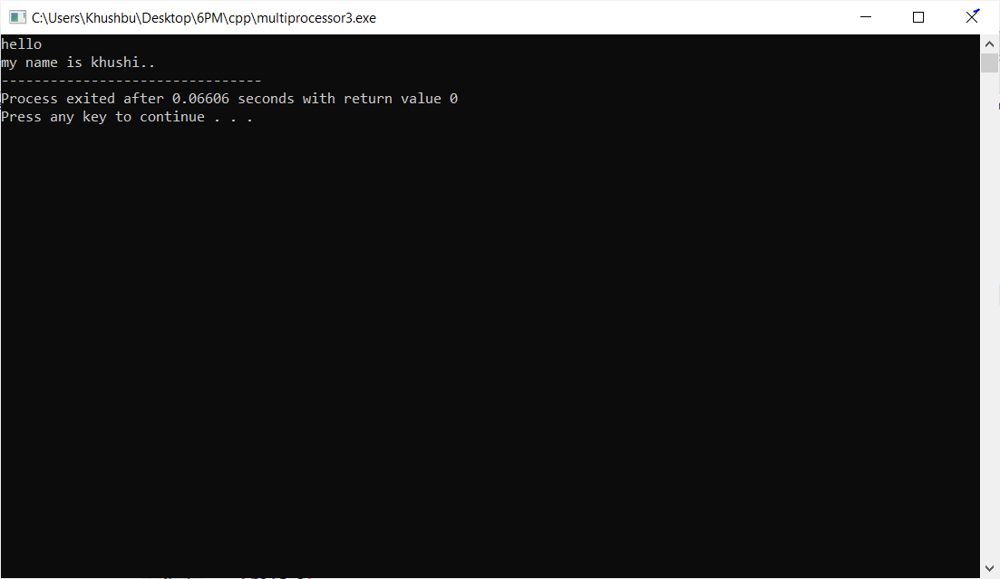 C:\Users\Khushbu\Desktop\6PM\cpp\multiprocessor3.exe
hello
my name is khushi..
--------------------------------
Process exited after 0.06606 seconds with return value 0
Press any key to continue . . .